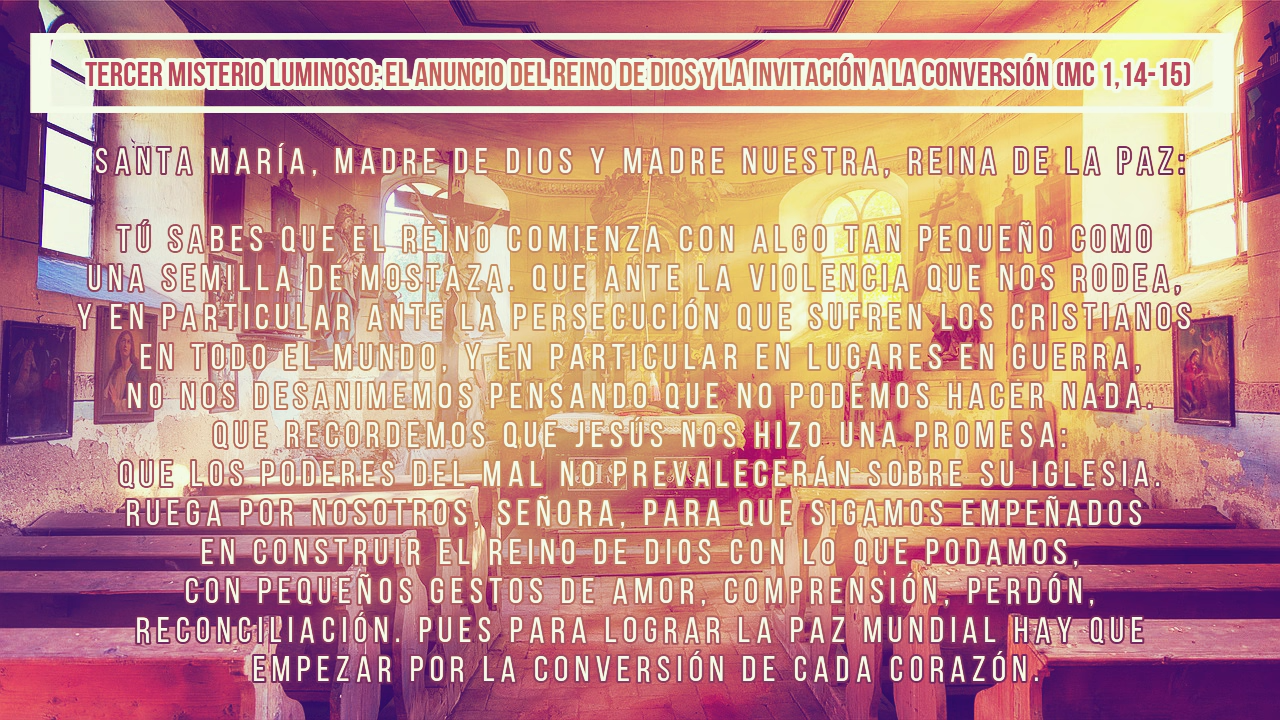 TERCER MISTERIO LUMINOSO: EL ANUNCIO DEL REINO DE DIOS Y LA INVITACIÓN A LA CONVERSIÓN (MC 1,14-15)
SANTA MARÍA, MADRE DE DIOS Y MADRE NUESTRA, REINA DE LA PAZ:
TÚ SABES QUE EL REINO COMIENZA CON ALGO TAN PEQUEÑO COMO
UNA SEMILLA DE MOSTAZA. QUE ANTE LA VIOLENCIA QUE NOS RODEA,
Y EN PARTICULAR ANTE LA PERSECUCIÓN QUE SUFREN LOS CRISTIANOS
EN TODO EL MUNDO, Y EN PARTICULAR EN LUGARES EN GUERRA,
NO NOS DESANIMEMOS PENSANDO QUE NO PODEMOS HACER NADA.
QUE RECORDEMOS QUE JESÚS NOS HIZO UNA PROMESA:
QUE LOS PODERES DEL MAL NO PREVALECERÁN SOBRE SU IGLESIA.
RUEGA POR NOSOTROS, SEÑORA, PARA QUE SIGAMOS EMPEÑADOS
EN CONSTRUIR EL REINO DE DIOS CON LO QUE PODAMOS,
CON PEQUEÑOS GESTOS DE AMOR, COMPRENSIÓN, PERDÓN,
RECONCILIACIÓN. PUES PARA LOGRAR LA PAZ MUNDIAL HAY QUE
EMPEZAR POR LA CONVERSIÓN DE CADA CORAZÓN.